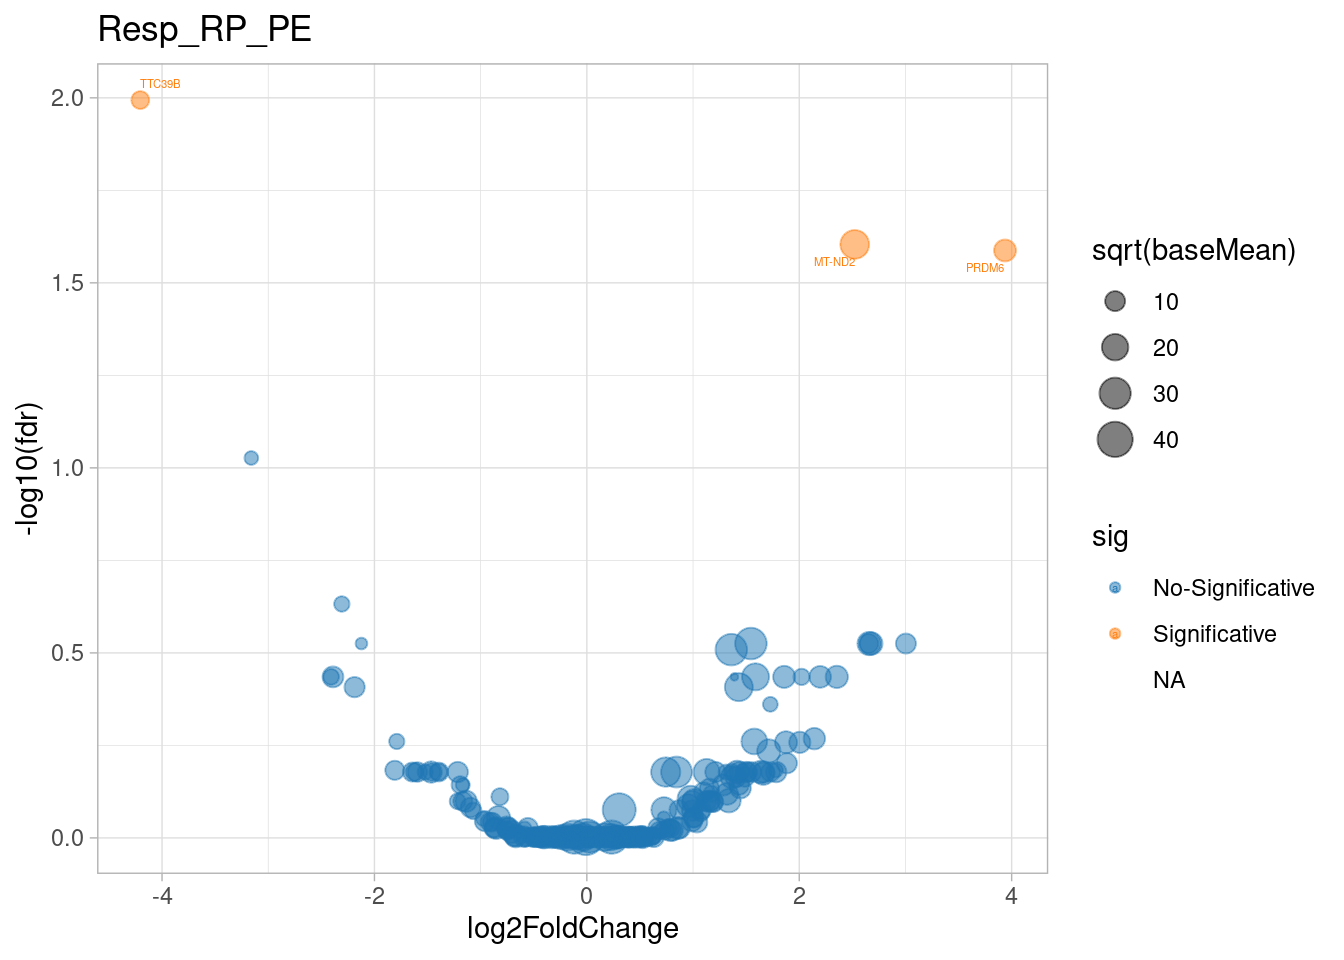 Resp_RP_PE
TTC39B
MT-ND2
PRDM6
2.0
1.5
1.0
0.5
0.0
-log10(fdr)
-4
-2
0
2
4
log2FoldChange
sqrt(baseMean)
10
20
30
40
sig
a No-Significative
a Significative
NA